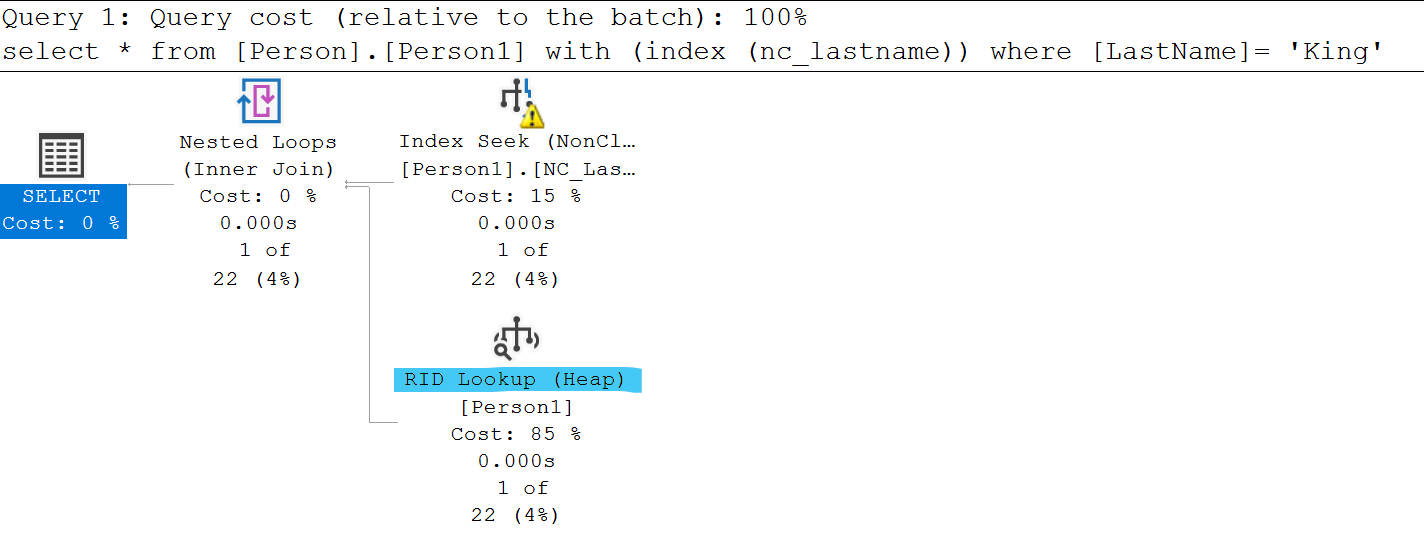 Query 1: Query cost (relative to the batch): 100%
select * from [Person].[Person1] with (index (nc_lastname)) where [LastName]= 'King'
SELECT
Cost: 0 %
Nested Loops
(Inner Join)
Cost: 0 %
0.000s
1 of
22 (4%)
Index Seek (NonCl…
[Person1].[NC_Las…
Cost: 15 %
0.000s
1 of
22 (4%)
RID Lookup (Heap)
[Person1]
Cost: 85 %
0.000s
1 of
22 (4%)